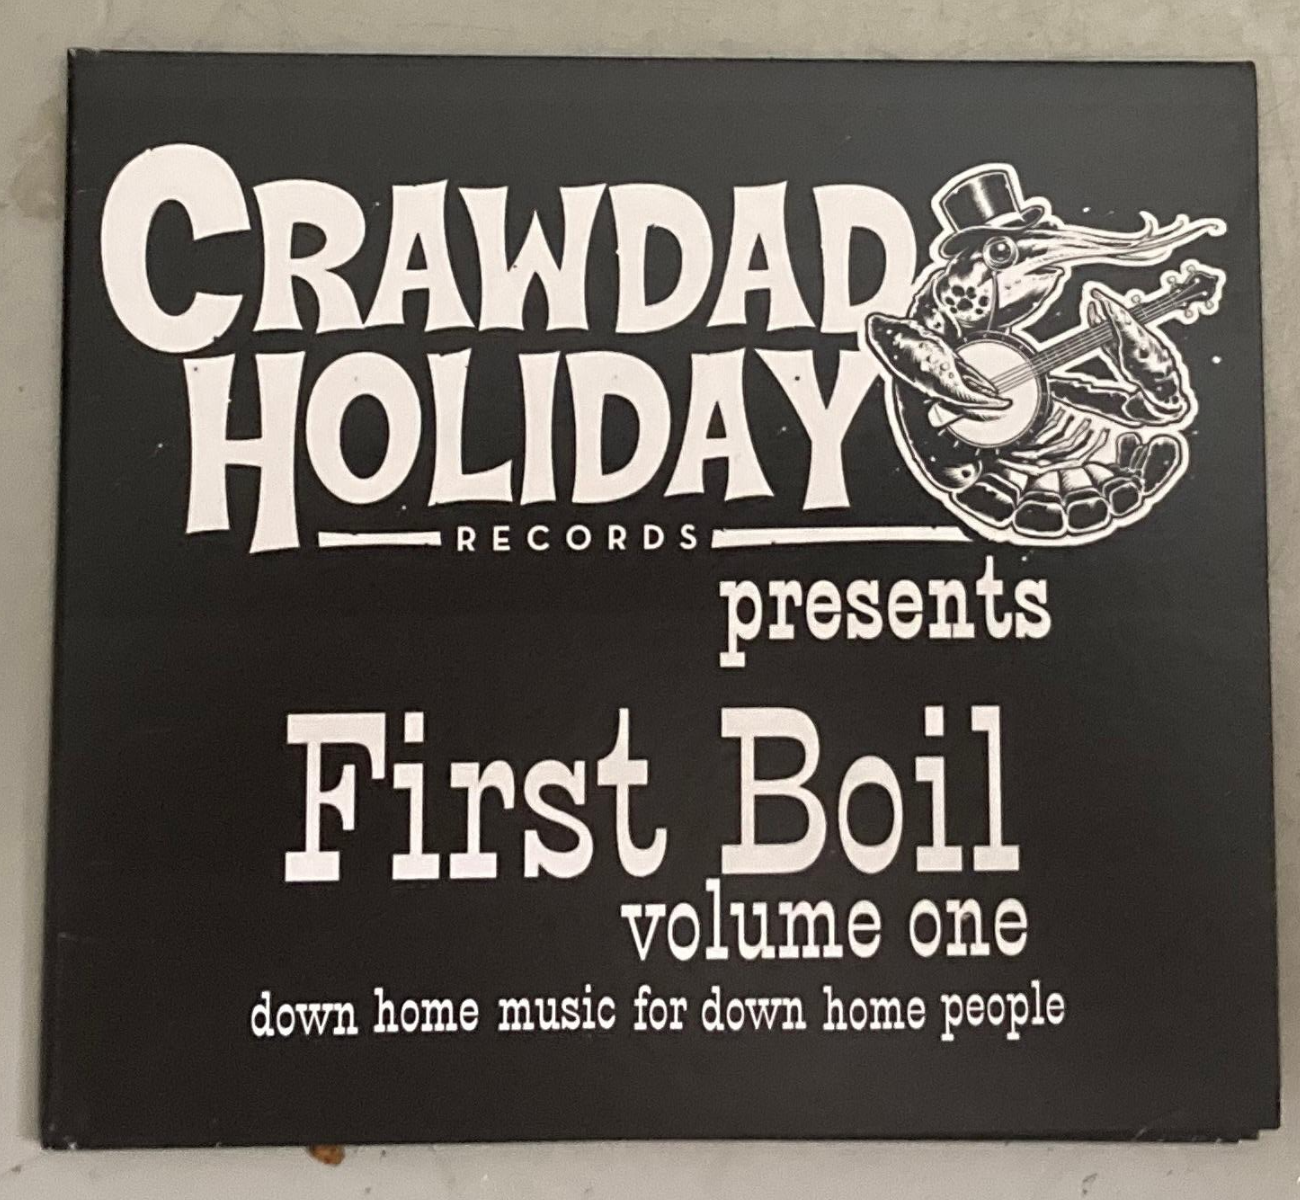 CRAWDAD
HOLIDAY
RECORDS
presents
First Boil
volume one
down home music for down home people